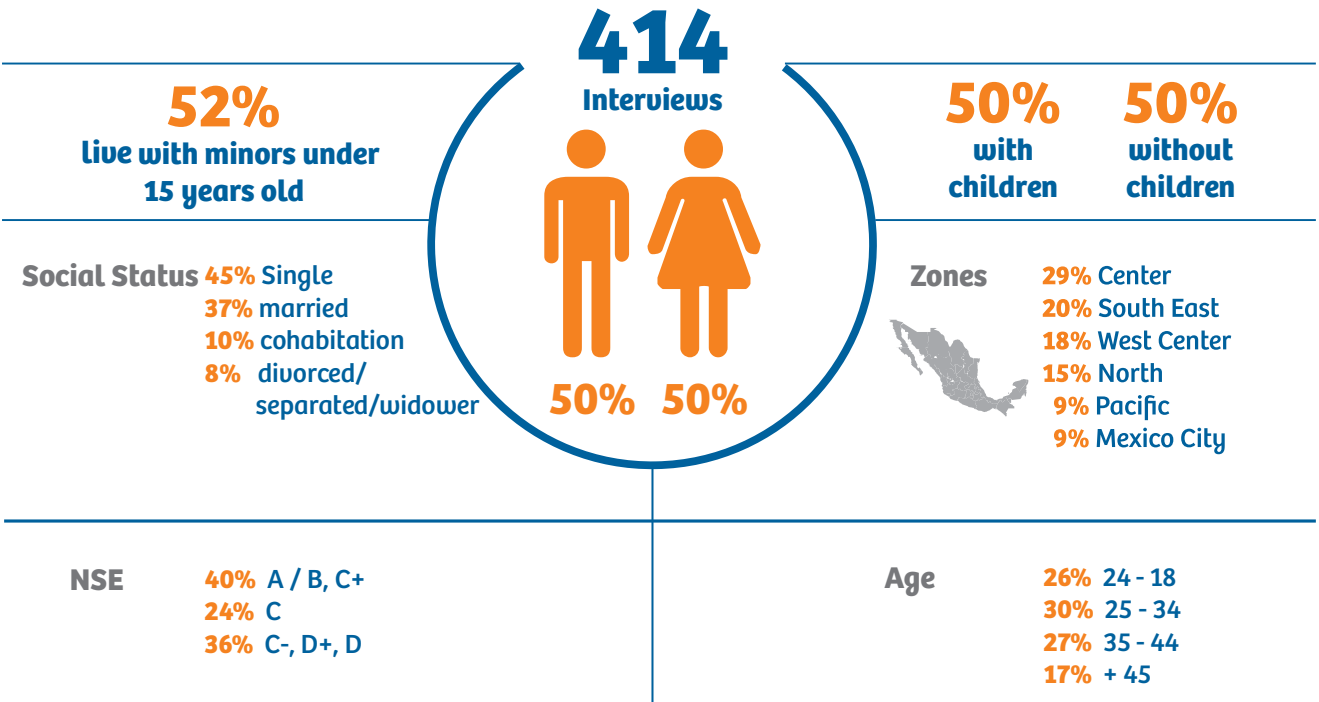 414
Interviews
52%
live with minors under
15 years old
50%
with
children
50%
without
children
50% 50%
Social Status 45% Single
37% married
10% cohabitation
8% divorced/
separated/widower
Zones 29% Center
20% South East
18% West Center
15% North
9% Pacific
9% Mexico City
NSE 40% A / B, C+
24% C
36% C-, D+, D
Age 26% 24 - 18
30% 25 - 34
27% 35 - 44
17% + 45